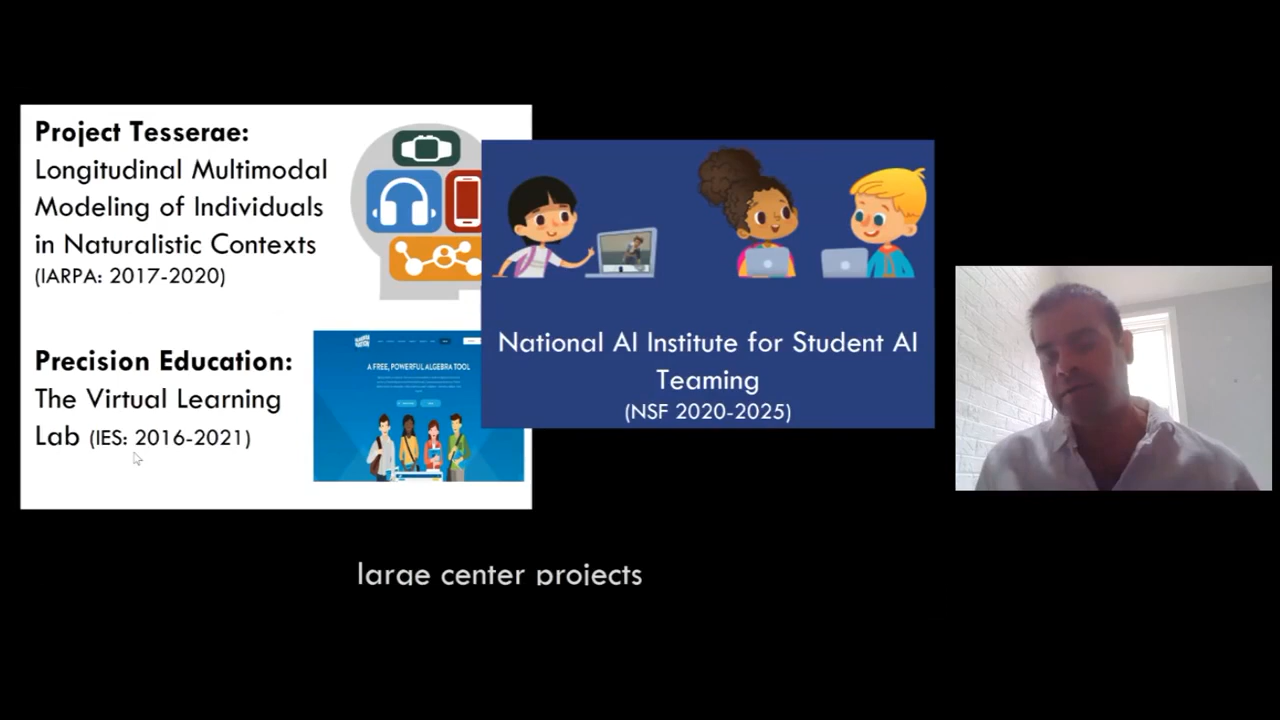 Project Tesserae:
Longitudinal Multimodal
Modeling of Individuals
in Naturalistic Contexts
(IARPA: 2017-2020)
Precision Education:
The Virtual Learning
Lab (IES: 2016-2021)
A FREE, POWERFUL ALGEBRA TOOL
National AI Institute for Student AI
Teaming
(NSF 2020-2025)
large center projects